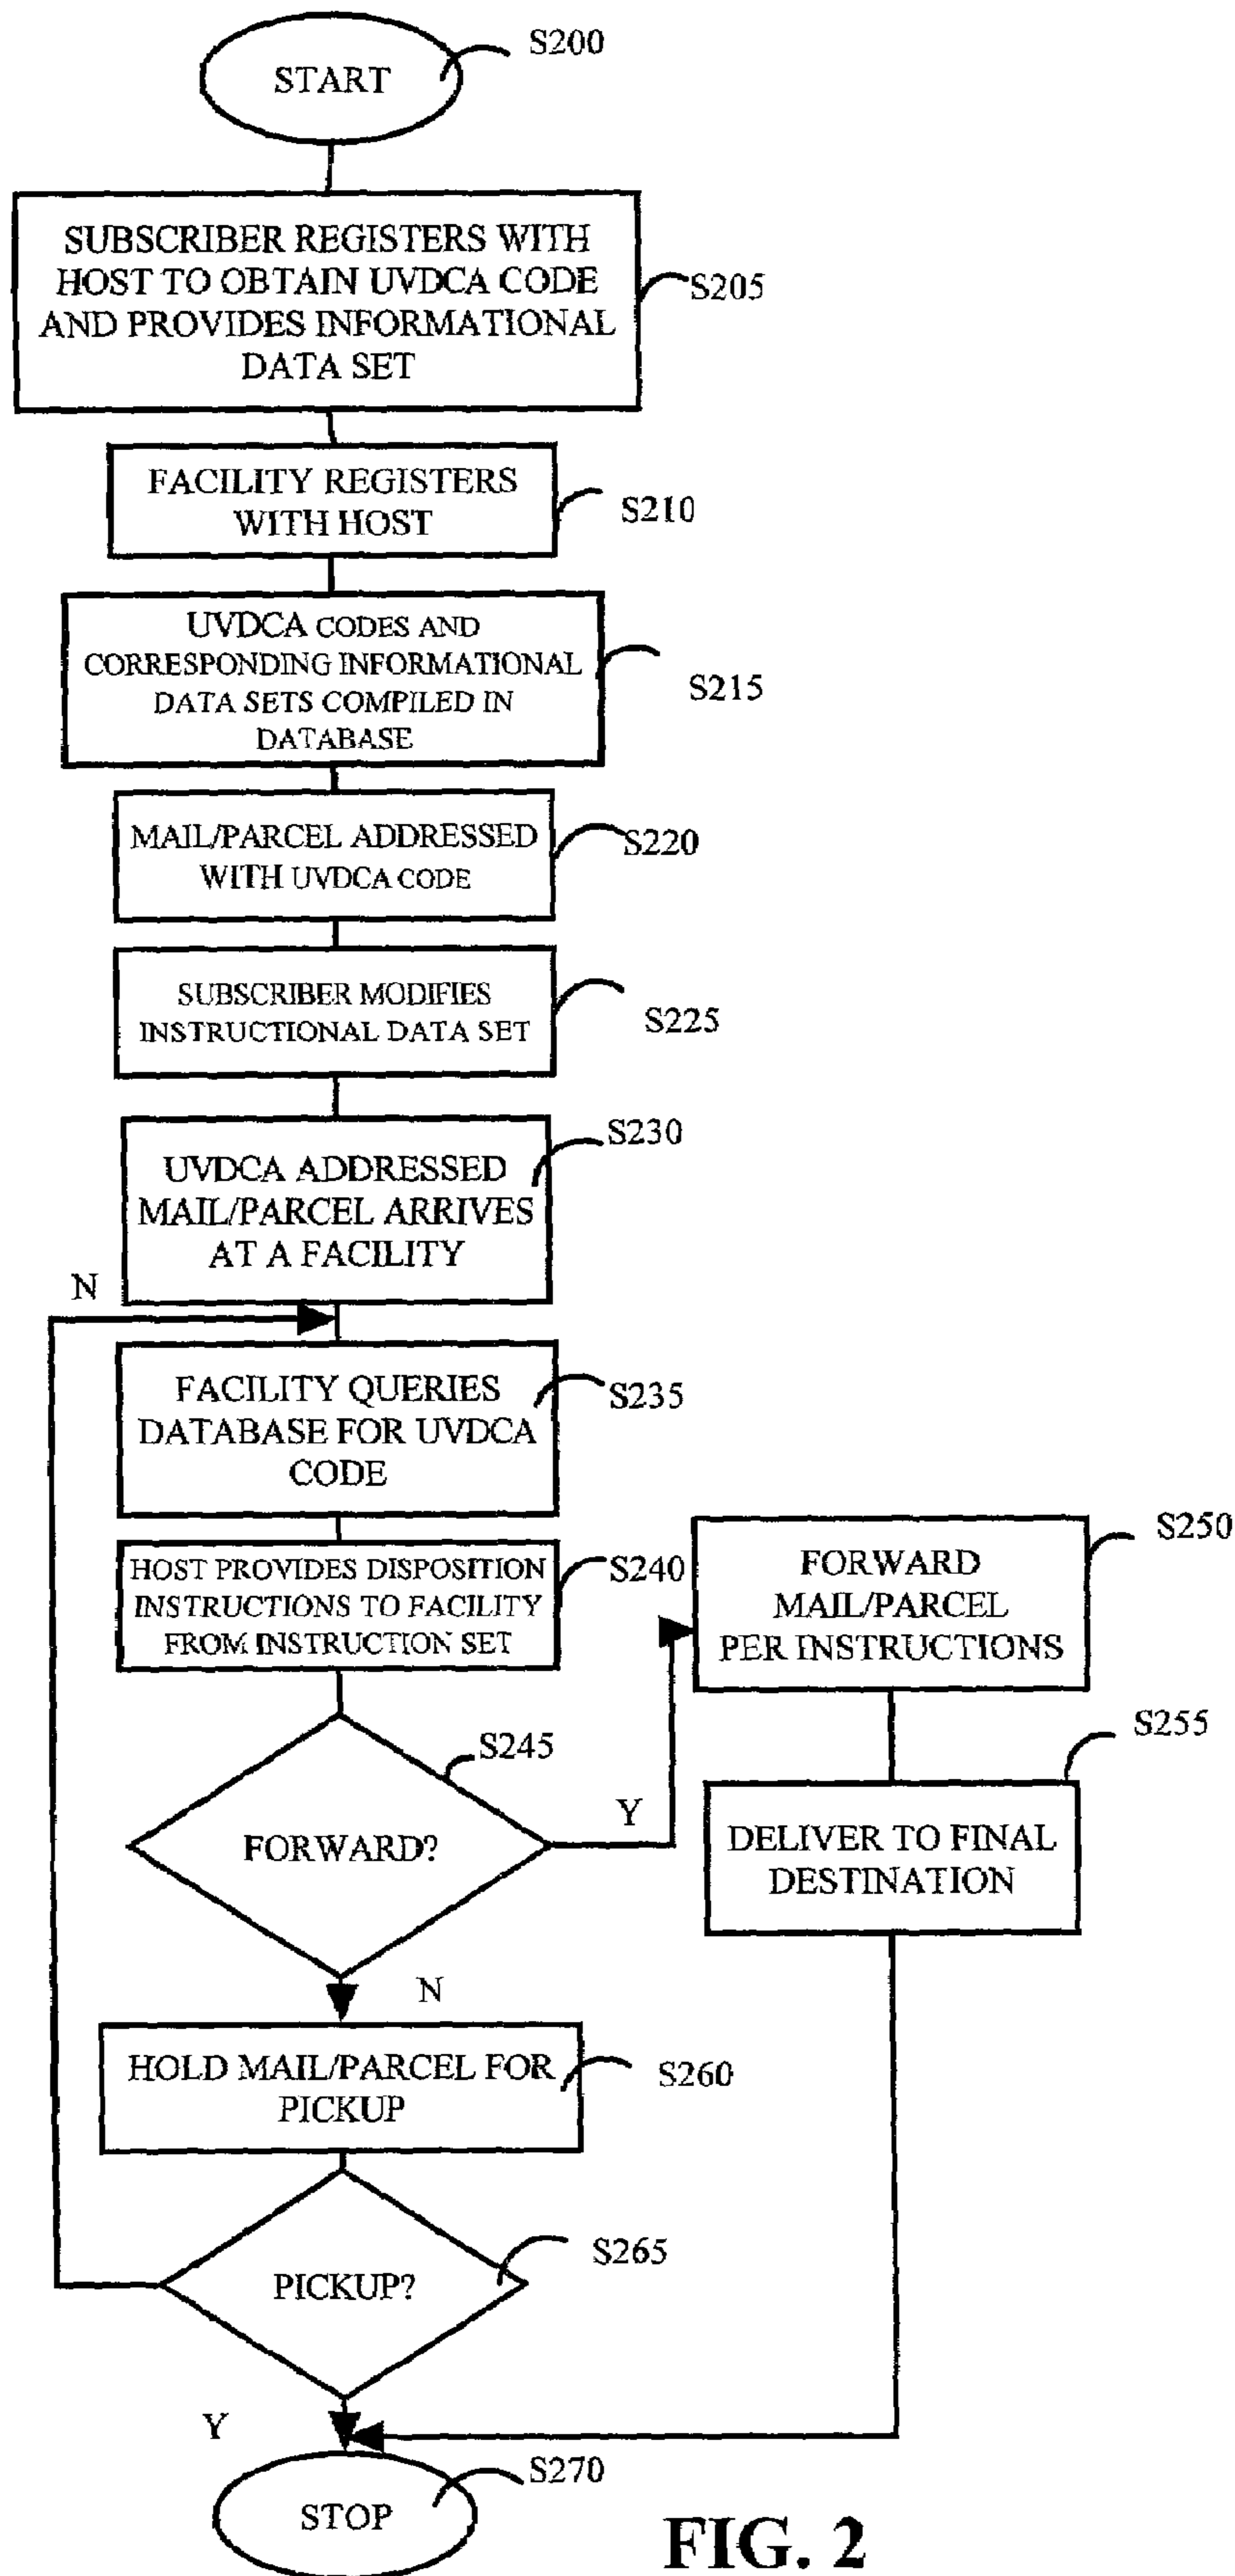 START
S200
SUBSCRIBER REGISTERS WITH
HOST TO OBTAIN UVDCA CODE
AND PROVIDES INFORMATIONAL
DATA SET
S205
FACILITY REGISTERS
WITH HOST
S210
UVDCA CODES AND
CORRESPONDING INFORMATIONAL
DATA SETS COMPILED IN
DATABASE
S215
MAIL/PARCEL ADDRESSED
WITH UVDCA CODE
S220
SUBSCRIBER MODIFIES
INSTRUCTIONAL DATA SET
S225
UVDCA ADDRESSED
MAIL/PARCEL ARRIVES
AT A FACILITY
S230
N
FACILITY QUERIES
DATABASE FOR UVDCA
CODE
S235
HOST PROVIDES DISPOSITION
INSTRUCTIONS TO FACILITY
FROM INSTRUCTION SET
S240
FORWARD
MAIL/PARCEL
PER INSTRUCTIONS
S250
FORWARD?
S245
Y
DELIVER TO FINAL
DESTINATION
S255
N
HOLD MAIL/PARCEL FOR
PICKUP
S260
PICKUP?
S265
Y
STOP
S270
FIG. 2